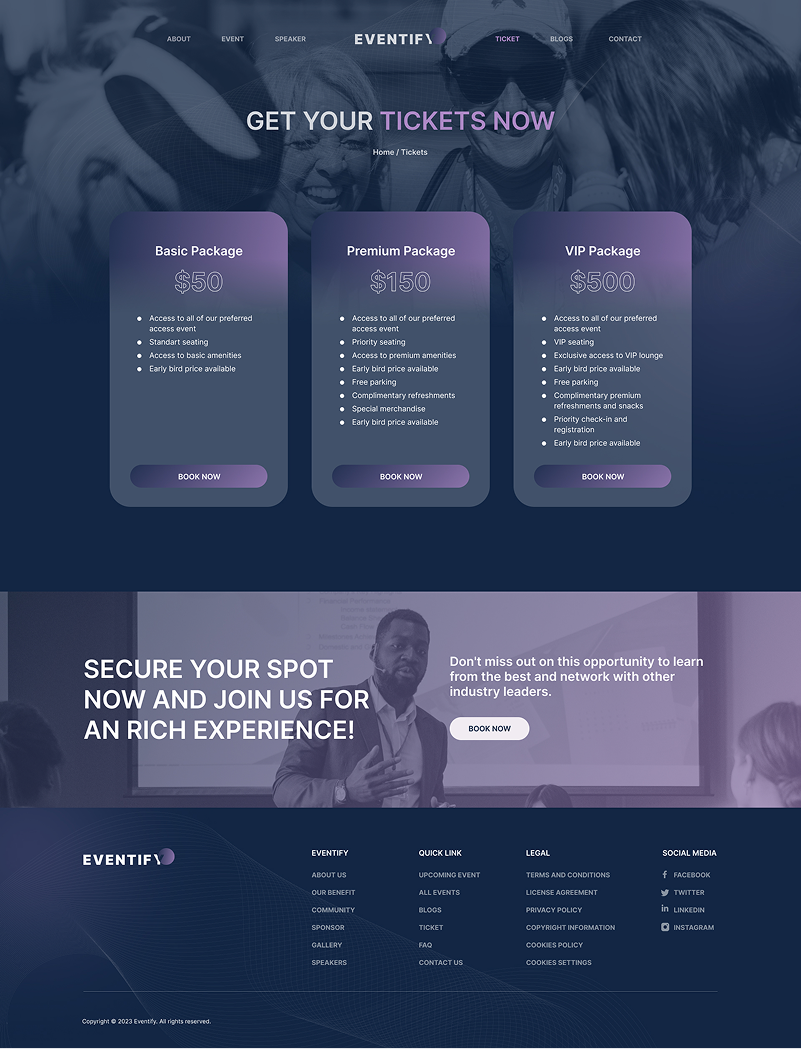 ABOUT EVENT SPEAKER EVENTIFY TICKET BLOGS CONTACT
GET YOUR TICKETS NOW
Home / Tickets
Basic Package
$50
Access to all of our preferred
access event
Standart seating
Access to basic amenities
Early bird price available
BOOK NOW
Premium Package
$150
Access to all of our preferred
access event
Priority seating
Access to premium amenities
Early bird price available
Free parking
Complimentary refreshments
Special merchandise
Early bird price available
BOOK NOW
VIP Package
$500
Access to all of our preferred
access event
VIP seating
Exclusive access to VIP lounge
Early bird price available
Free parking
Complimentary premium
refreshments and snacks
Priority check-in and
registration
Early bird price available
BOOK NOW
SECURE YOUR SPOT
NOW AND JOIN US FOR
AN RICH EXPERIENCE!
Don't miss out on this opportunity to learn
from the best and network with other
industry leaders.
BOOK NOW
EVENTIFY
EVENTIFY
ABOUT US
OUR BENEFIT
COMMUNITY
SPONSOR
GALLERY
SPEAKERS
QUICK LINK
UPCOMING EVENT
ALL EVENTS
BLOGS
TICKET
FAQ
CONTACT US
LEGAL
TERMS AND CONDITIONS
LICENSE AGREEMENT
PRIVACY POLICY
COPYRIGHT INFORMATION
COOKIES POLICY
COOKIES SETTINGS
SOCIAL MEDIA
FACEBOOK
TWITTER
LINKEDIN
INSTAGRAM
Copyright © 2023 Eventify. All rights reserved.